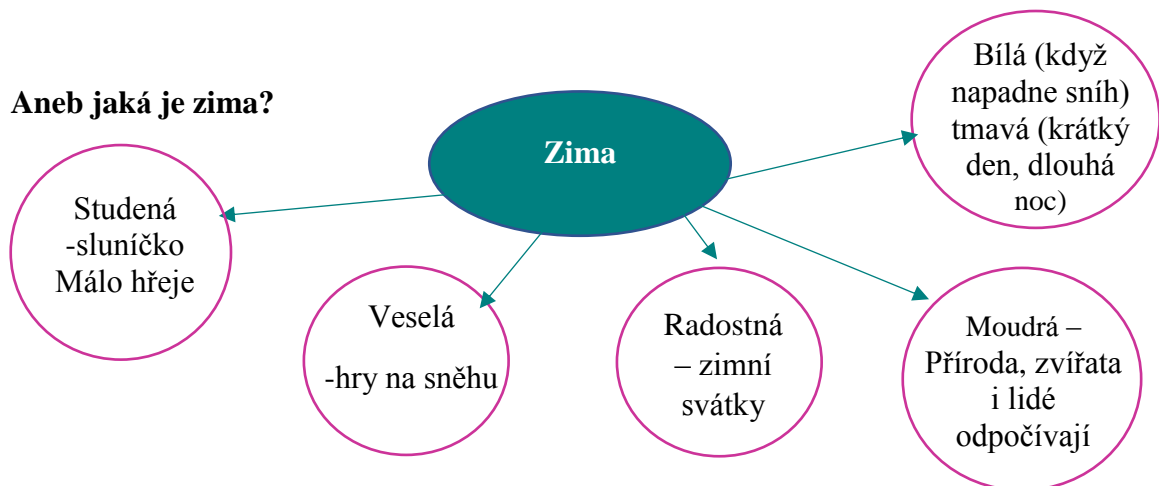 Aneb jaká je zima?
Zima
Bílá (když
napadne sníh)
tmavá (krátký
den, dlouhá
noc)
Studená
-sluníčko
Málo hřeje
Veselá
-hry na sněhu
Radostná
– zimní
svátky
Moudrá –
Příroda, zvířata
i lidé
odpočívají